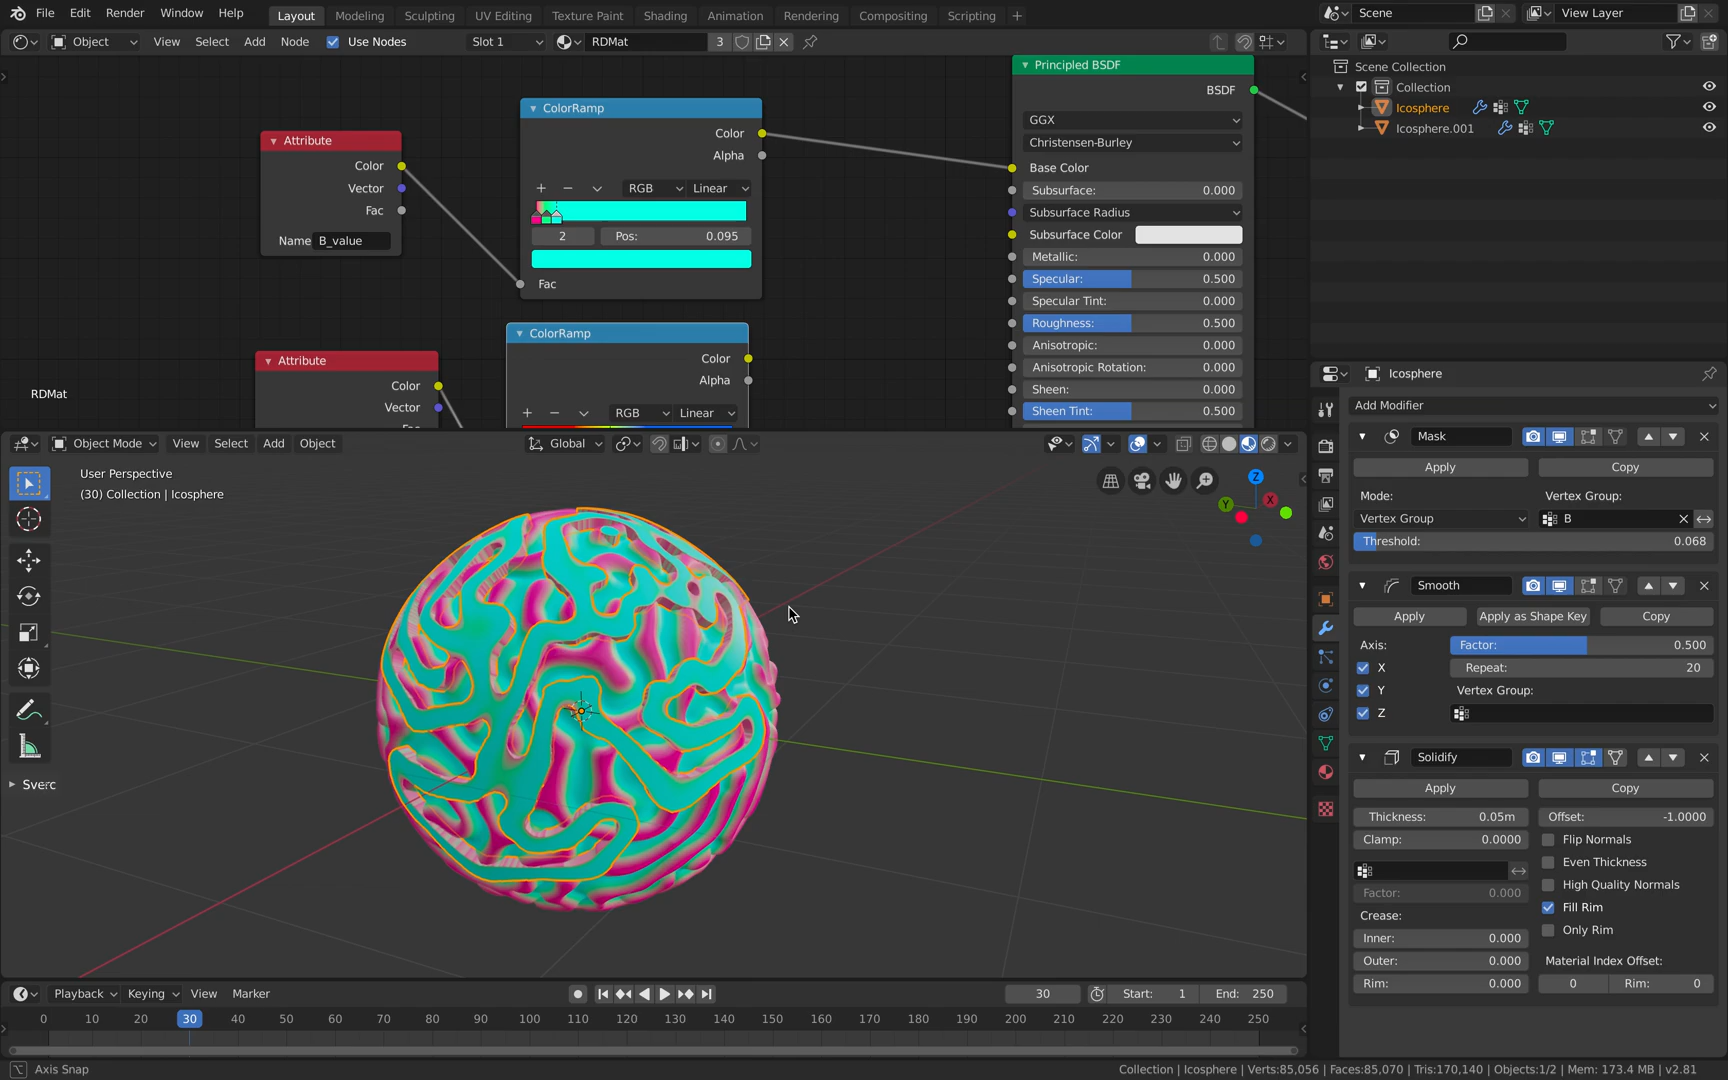 File Edit Render Window Help Layout Modeling Sculpting UV Editing Texture Paint Shading Animation Rendering Compositing Scripting + Scene View Layer
Object View Select Add Node Use Nodes Slot 1 RDMat 3
Scene Collection
Collection
Icosphere
Icosphere.001
Attribute
Color
Vector
Fac
Name B_value
ColorRamp
Color
Alpha
RGB Linear
2 Pos: 0.095
Fac
Attribute
Color
Vector
ColorRamp
Color
Alpha
RGB Linear
RDMat
Principled BSDF
BSDF
GGX
Christensen-Burley
Base Color
Subsurface: 0.000
Subsurface Radius
Subsurface Color
Metallic: 0.000
Specular: 0.500
Specular Tint: 0.000
Roughness: 0.500
Anisotropic: 0.000
Anisotropic Rotation: 0.000
Sheen: 0.000
Sheen Tint: 0.500
Object Mode View Select Add Object Global
User Perspective
(30) Collection | Icosphere
Z
X
Y
Sverc
Icosphere
Add Modifier
Mask
Apply Copy
Mode: Vertex Group:
Vertex Group B
Threshold: 0.068
Smooth
Apply Apply as Shape Key Copy
Axis: Factor: 0.500
X Repeat: 20
Y Vertex Group:
Z
Solidify
Apply Copy
Thickness: 0.05m Offset: -1.0000
Clamp: 0.0000 Flip Normals
Even Thickness
Factor: 0.000 High Quality Normals
Crease: Fill Rim
Inner: 0.000 Only Rim
Outer: 0.000 Material Index Offset:
Rim: 0.000 0 Rim: 0
Playback Keying View Marker 30 Start: 1 End: 250
0 10 20 30 40 50 60 70 80 90 100 110 120 130 140 150 160 170 180 190 200 210 220 230 240 250
Axis Snap Collection | Icosphere | Verts:85,056 | Faces:85,070 | Tris:170,140 | Objects:1/2 | Mem: 173.4 MB | v2.81